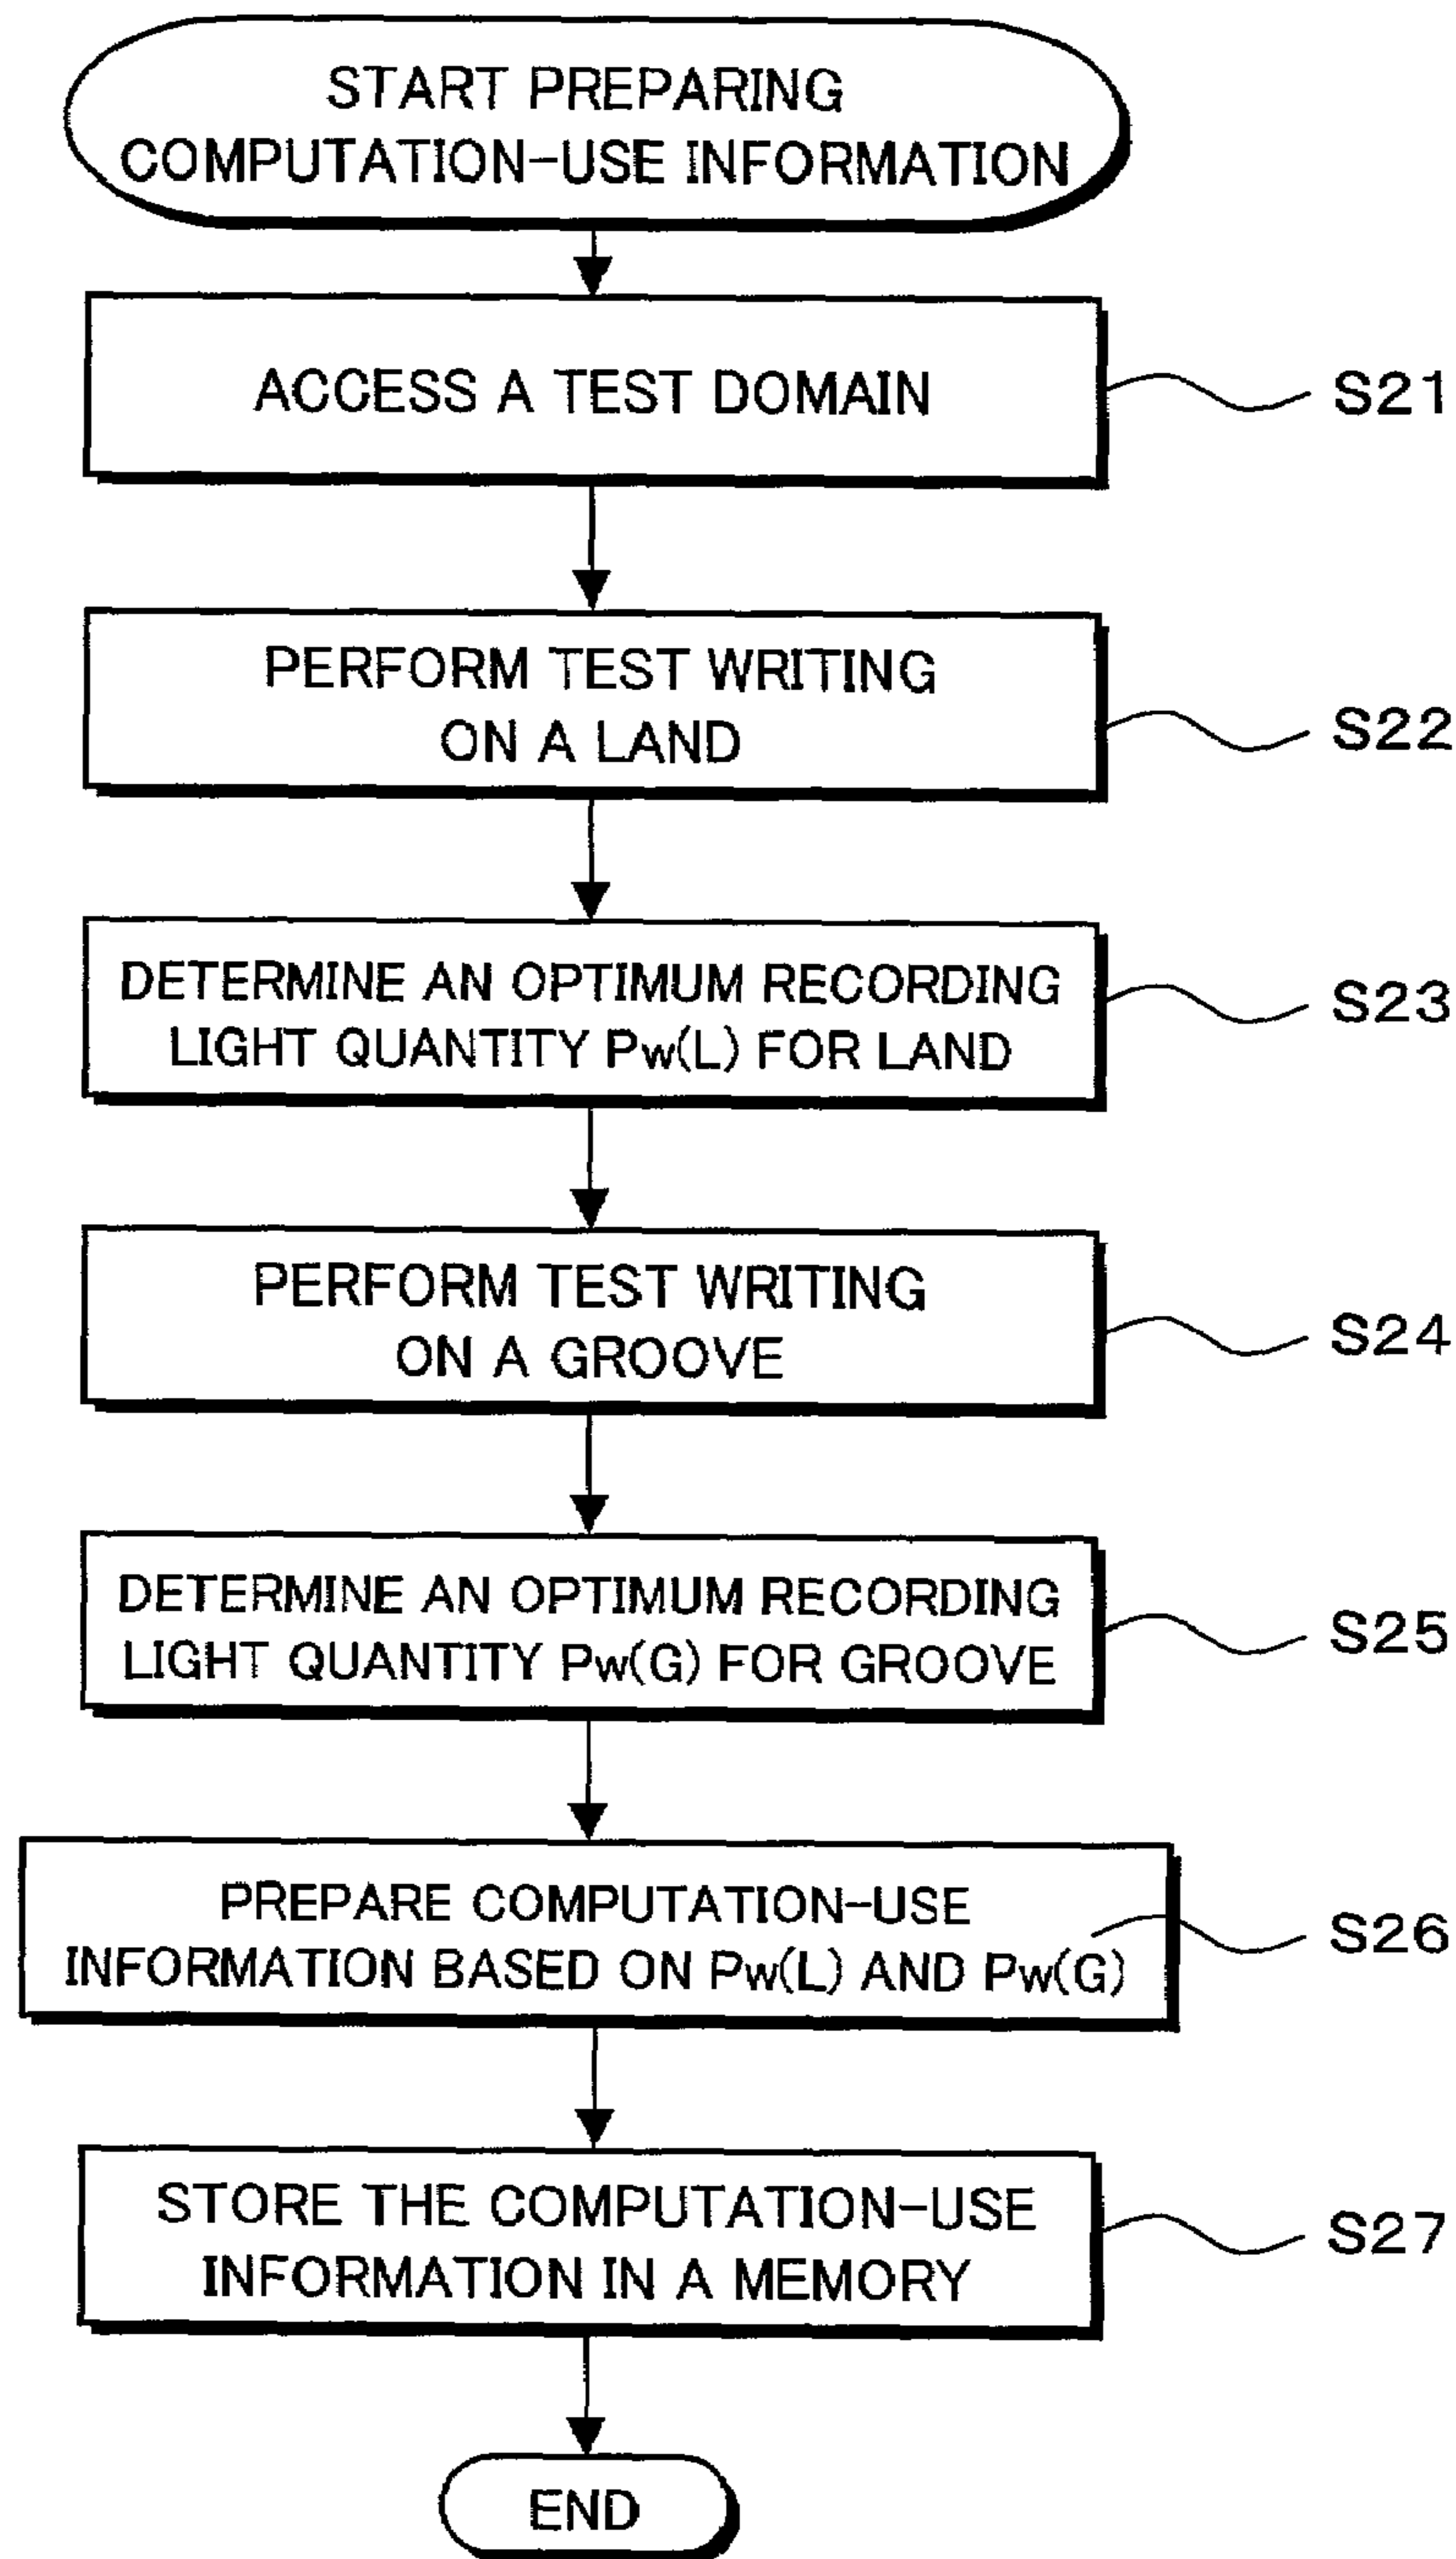 START PREPARING
COMPUTATION-USE INFORMATION
ACCESS A TEST DOMAIN
S21
PERFORM TEST WRITING
ON A LAND
S22
DETERMINE AN OPTIMUM RECORDING
LIGHT QUANTITY Pw(L) FOR LAND
S23
PERFORM TEST WRITING
ON A GROOVE
S24
DETERMINE AN OPTIMUM RECORDING
LIGHT QUANTITY Pw(G) FOR GROOVE
S25
PREPARE COMPUTATION-USE
INFORMATION BASED ON Pw(L) AND Pw(G)
S26
STORE THE COMPUTATION-USE
INFORMATION IN A MEMORY
S27
END